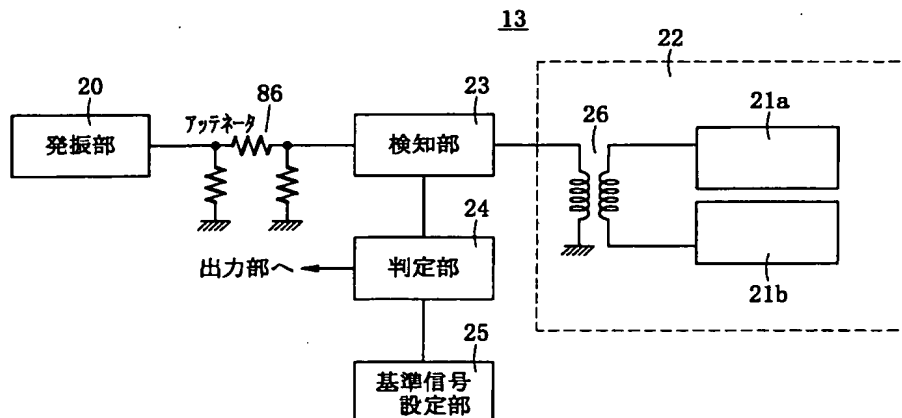 13
22
20
86
23
21a
アッテネータ
26
発振部
検知部
24
出力部へ
判定部
21b
25
基準信号
設定部